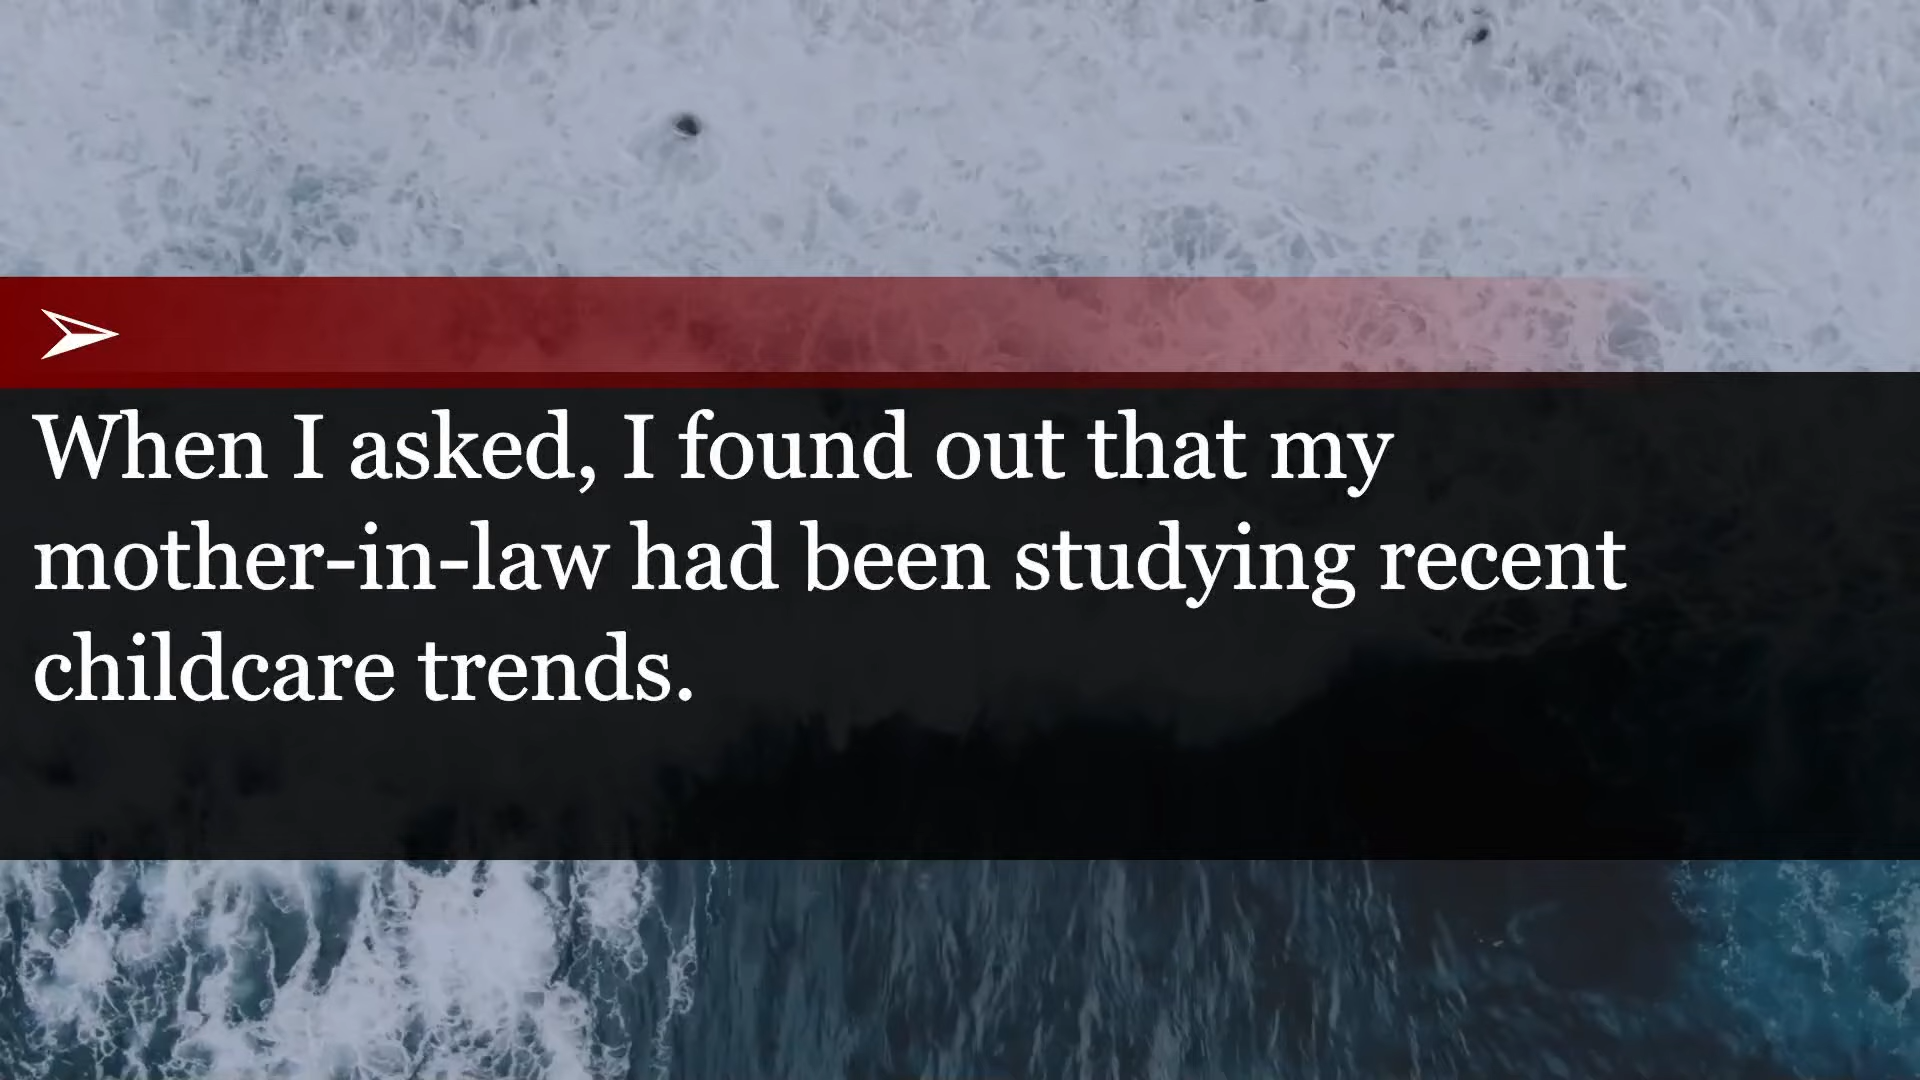 When I asked, I found out that my
mother-in-law had been studying recent
childcare trends.